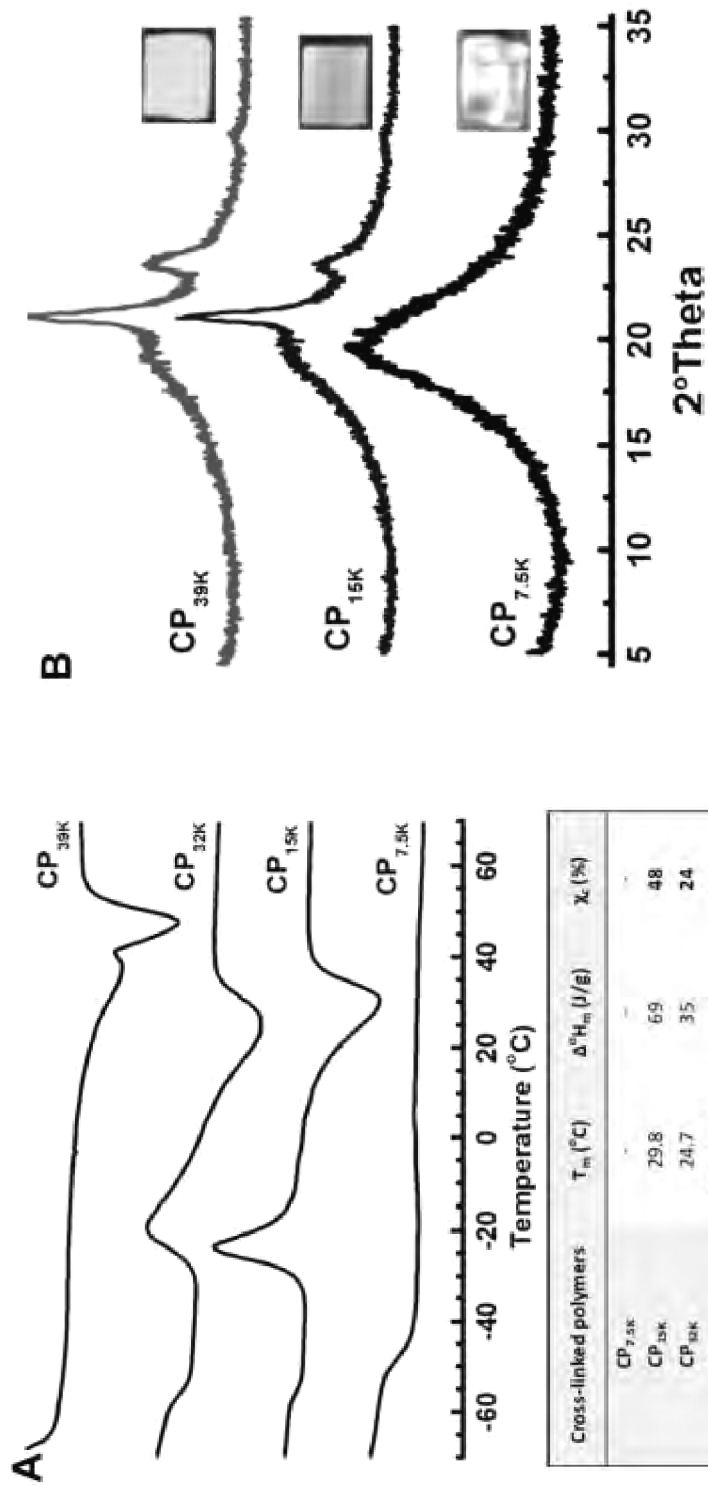 A
CP39K
CP32K
CP15K
CP7.5K
-60 -40 -20 0 20 40 60
Temperature (°C)
Cross-linked polymers Tm (°C) Δ°Hm (J/g) χc (%)
CP7.5K - - -
CP15K 29.8 69 48
CP32K 24.7 35 24
B
CP39K
CP15K
CP7.5K
5 10 15 20 25 30 35
2°Theta